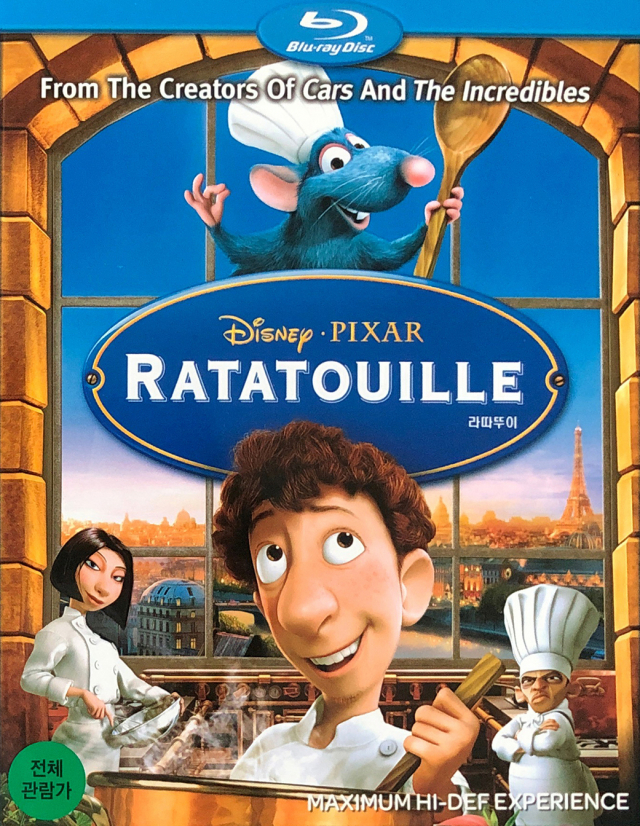 Blu-ray Disc™
From The Creators Of Cars And The Incredibles
Disney · PIXAR
RATATOUILLE
라따뚜이
전체
관람가
MAXIMUM HI-DEF EXPERIENCE